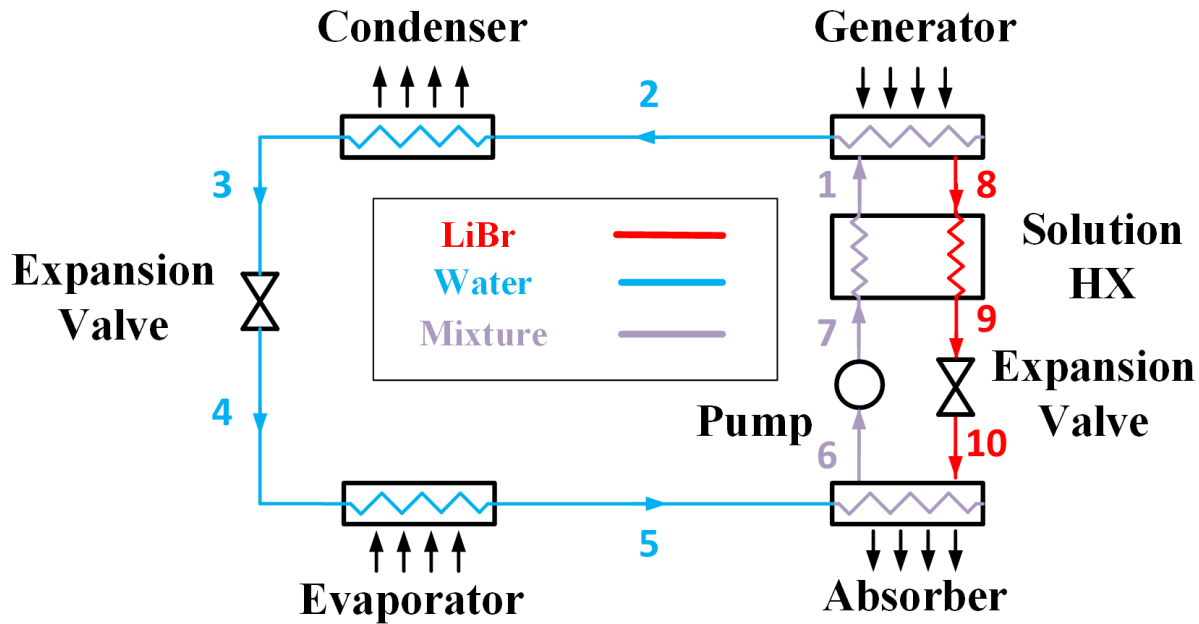 Condenser
Generator
2
3
1
8
LiBr
Water
Mixture
Solution
HX
Expansion
Valve
7
9
Expansion
Valve
4
Pump
6
10
5
Evaporator
Absorber